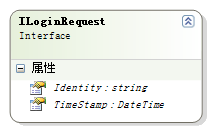 ILoginRequest
Interface
属性
Identity : string
TimeStamp : DateTime